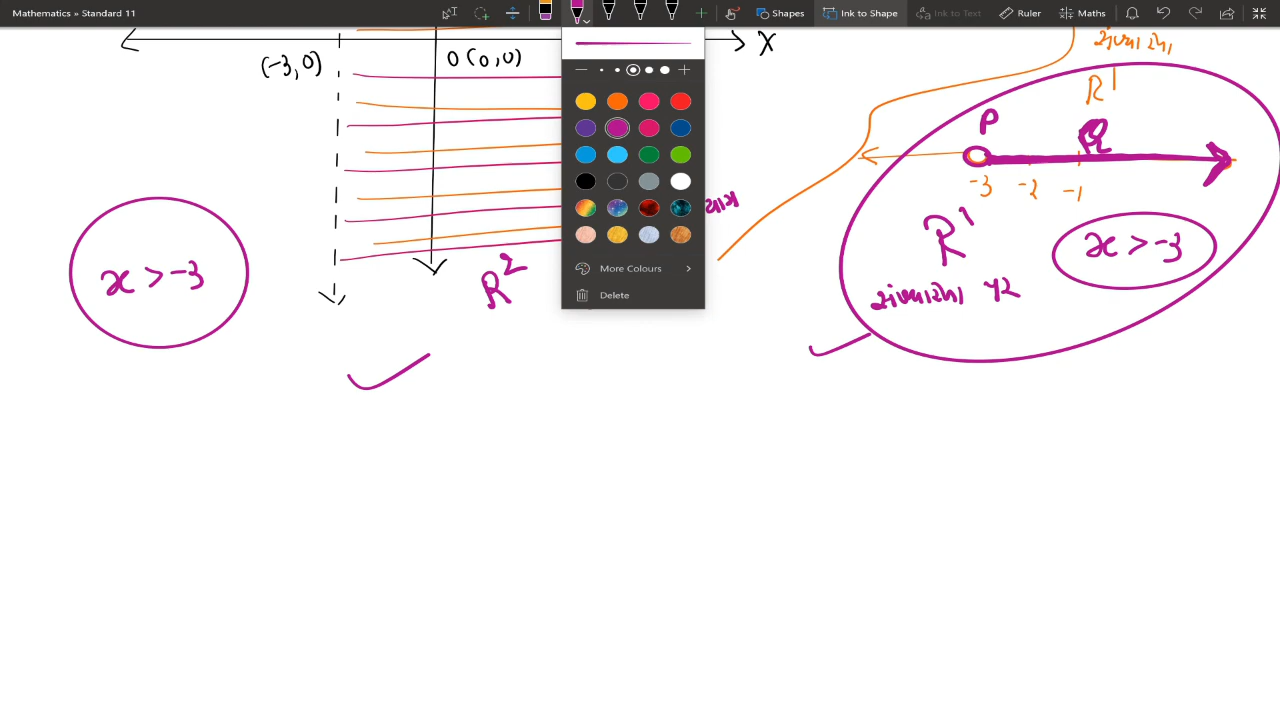 Mathematics » Standard 11
Shapes
Ink to Shape
Ink to Text
Ruler
Maths
X
(-3,0)
0 (0,0)
R¹
P
-3 -2 -1
R¹
x > -3
x > -3
R²
More Colours
Delete